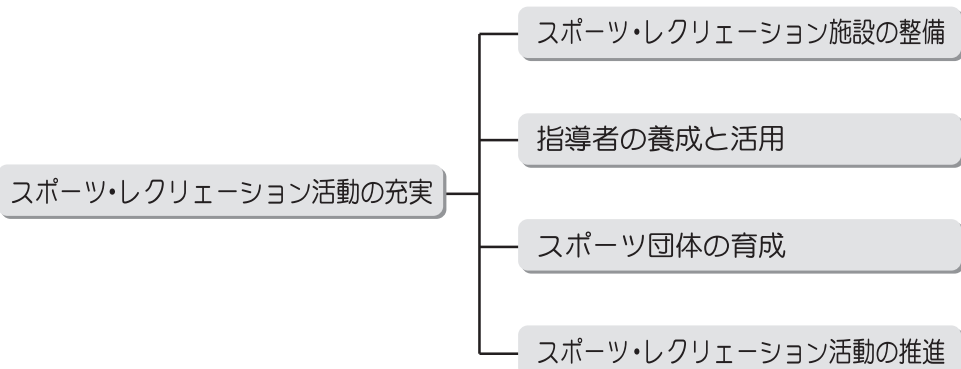 スポーツ・レクリェーション活動の充実
スポーツ・レクリェーション施設の整備
指導者の養成と活用
スポーツ団体の育成
スポーツ・レクリェーション活動の推進